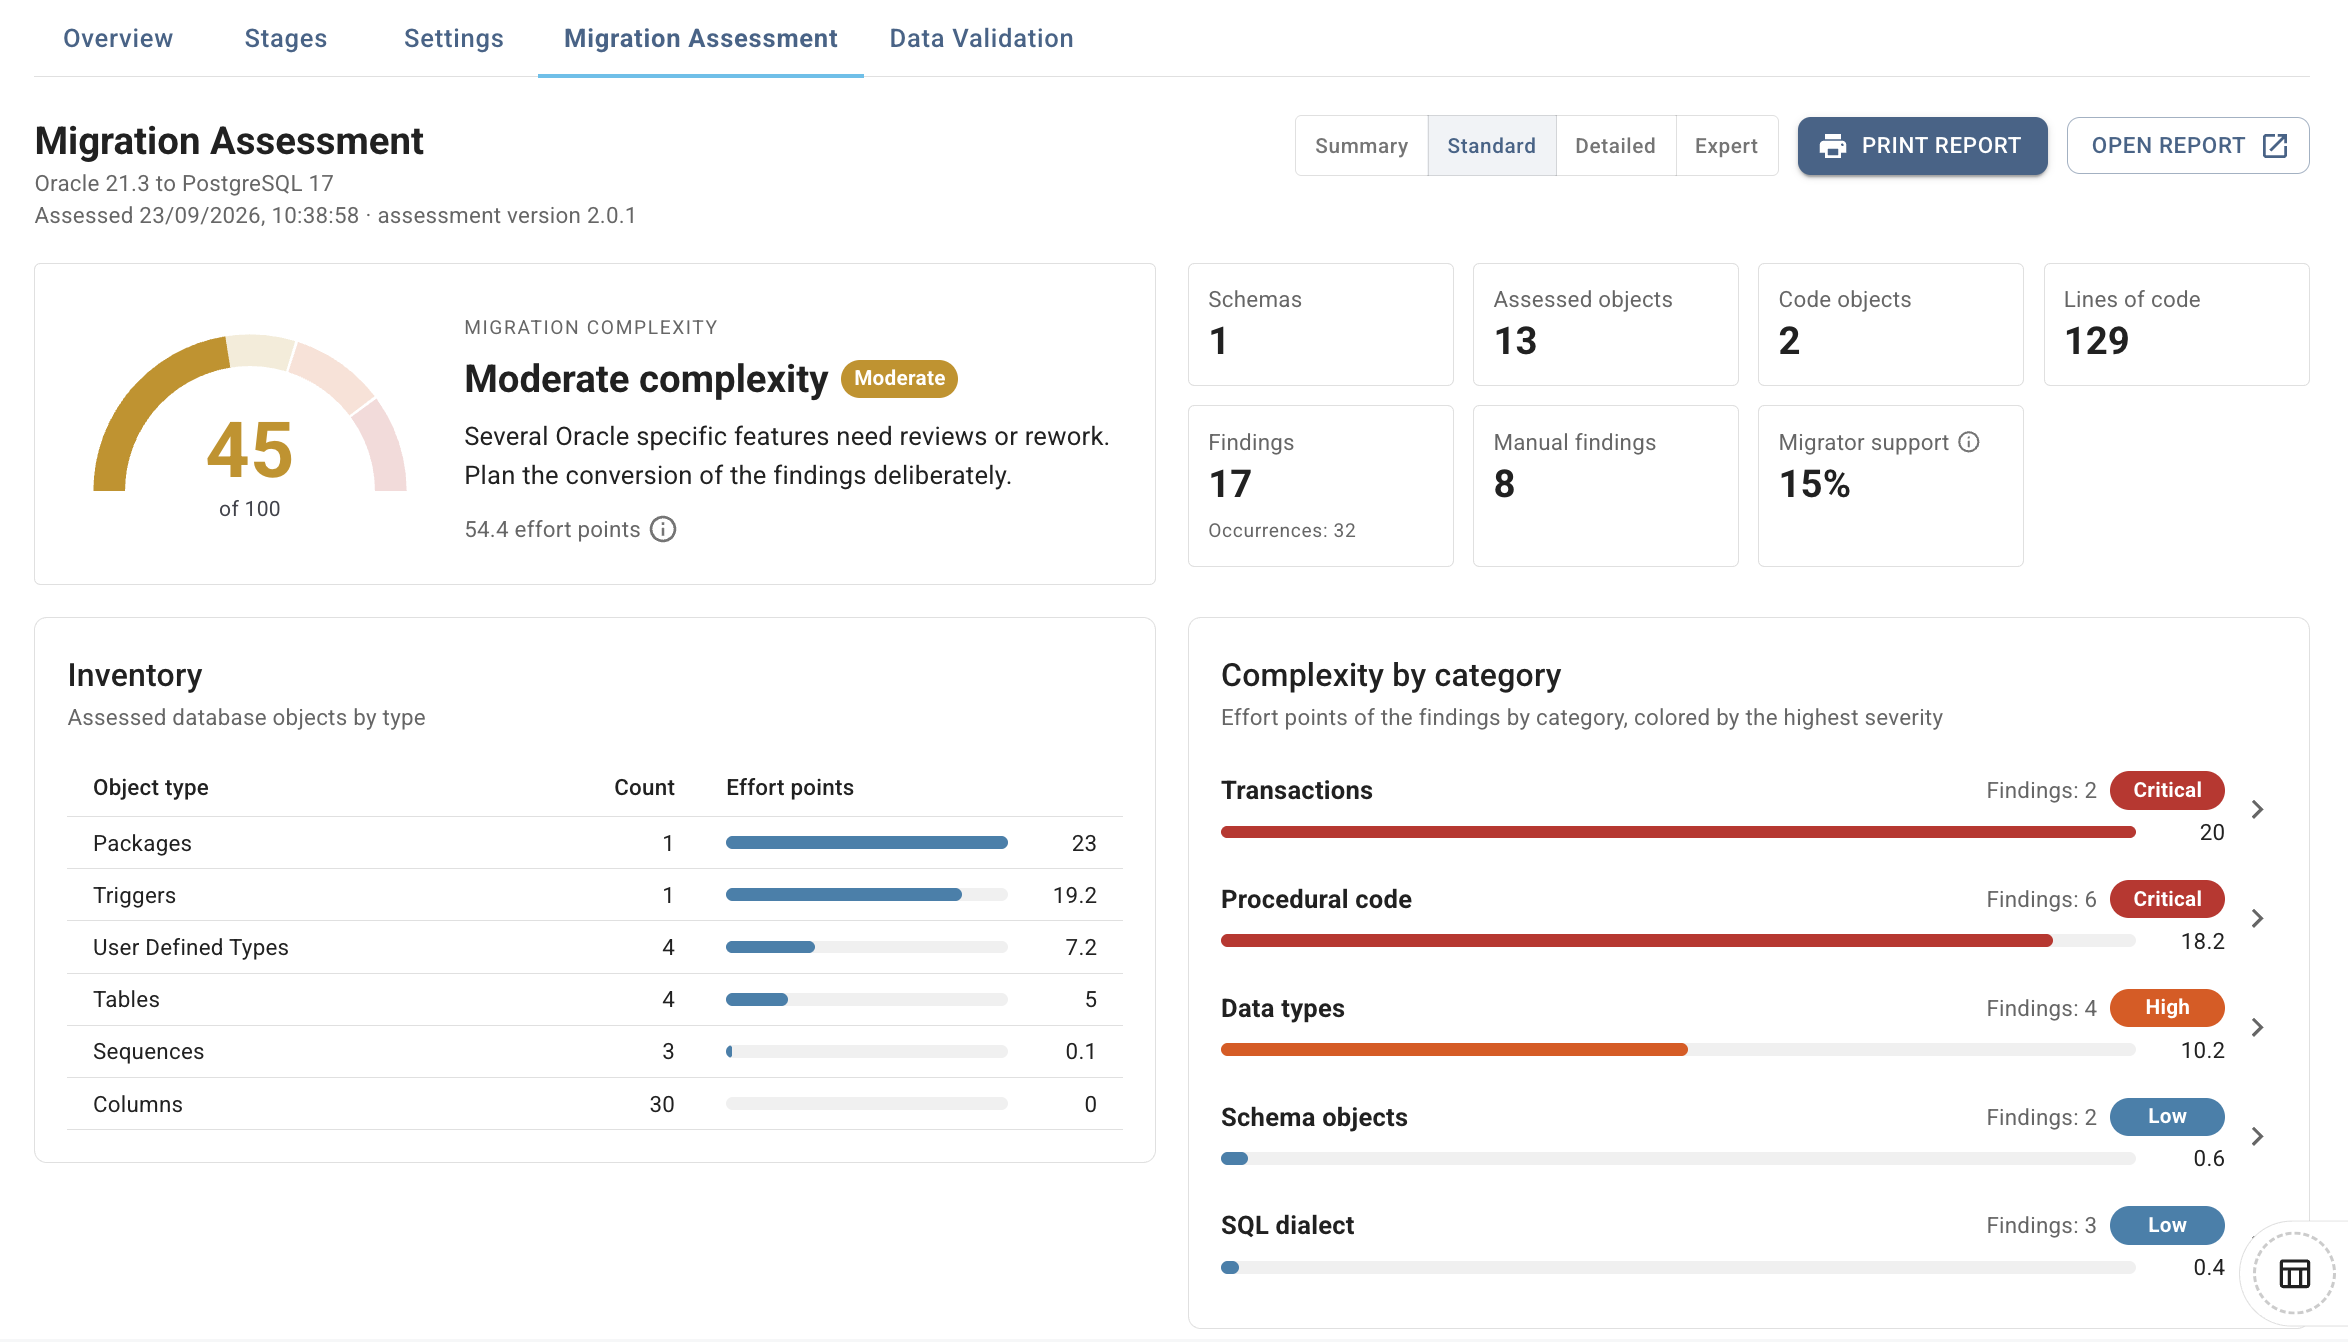 Overview Stages Settings Migration Assessment Data Validation
Migration Assessment
Oracle 21.3 to PostgreSQL 17
Assessed 23/09/2026, 10:38:58 · assessment version 2.0.1
Summary Standard Detailed Expert PRINT REPORT OPEN REPORT
45
of 100
MIGRATION COMPLEXITY
Moderate complexity Moderate
Several Oracle specific features need reviews or rework.
Plan the conversion of the findings deliberately.
54.4 effort points
Schemas
1
Assessed objects
13
Code objects
2
Lines of code
129
Findings
17
Occurrences: 32
Manual findings
8
Migrator support
15%
Inventory
Assessed database objects by type
Object type Count Effort points
Packages 1 23
Triggers 1 19.2
User Defined Types 4 7.2
Tables 4 5
Sequences 3 0.1
Columns 30 0
Complexity by category
Effort points of the findings by category, colored by the highest severity
Transactions Findings: 2 Critical
20
Procedural code Findings: 6 Critical
18.2
Data types Findings: 4 High
10.2
Schema objects Findings: 2 Low
0.6
SQL dialect Findings: 3 Low
0.4